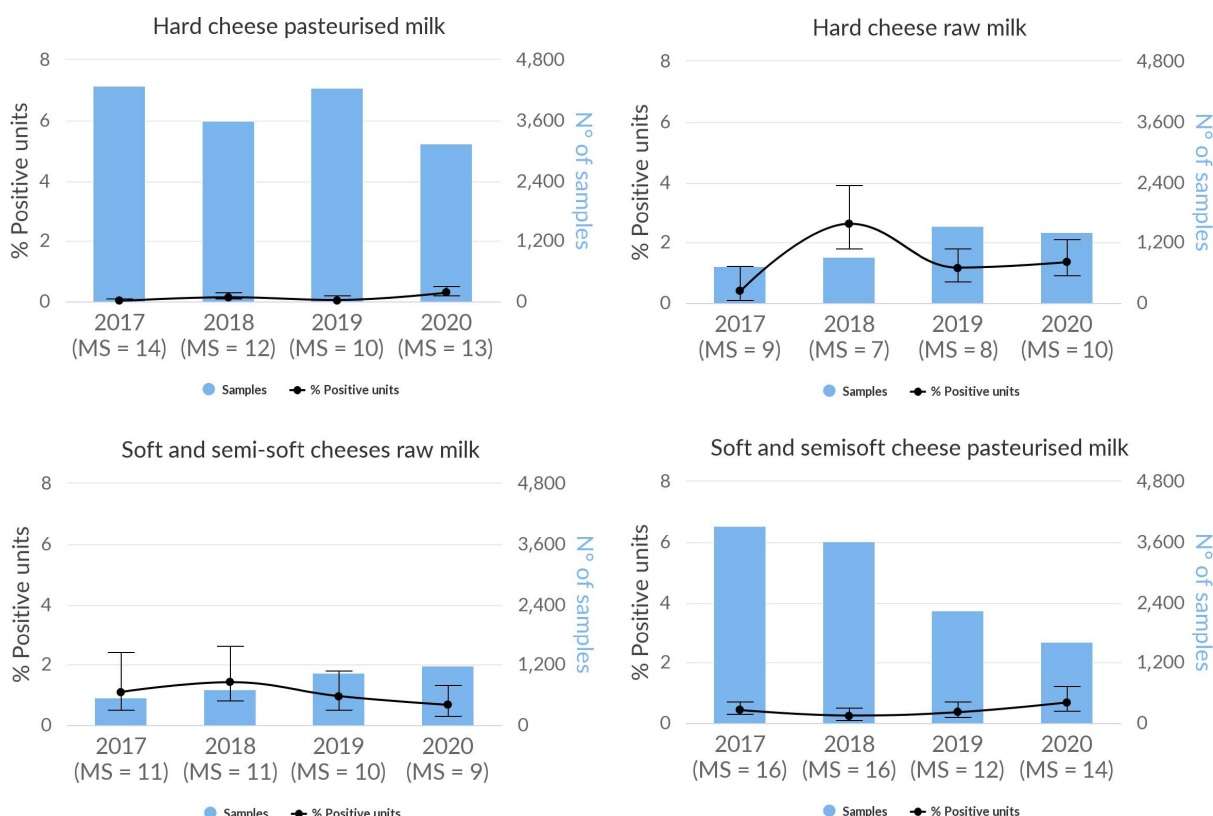 Hard cheese pasteurised milk
8
6
4
2
0
% Positive units
4,800
3,600
2,400
1,200
0
N° of samples
2017 2018 2019 2020
(MS = 14) (MS = 12) (MS = 10) (MS = 13)
Samples % Positive units
Hard cheese raw milk
8
6
4
2
0
% Positive units
4,800
3,600
2,400
1,200
0
N° of samples
2017 2018 2019 2020
(MS = 9) (MS = 7) (MS = 8) (MS = 10)
Samples % Positive units
Soft and semi-soft cheeses raw milk
8
6
4
2
0
% Positive units
4,800
3,600
2,400
1,200
0
N° of samples
2017 2018 2019 2020
(MS = 11) (MS = 11) (MS = 10) (MS = 9)
Samples % Positive units
Soft and semisoft cheese pasteurised milk
8
6
4
2
0
% Positive units
4,800
3,600
2,400
1,200
0
N° of samples
2017 2018 2019 2020
(MS = 16) (MS = 16) (MS = 12) (MS = 14)
Samples % Positive units